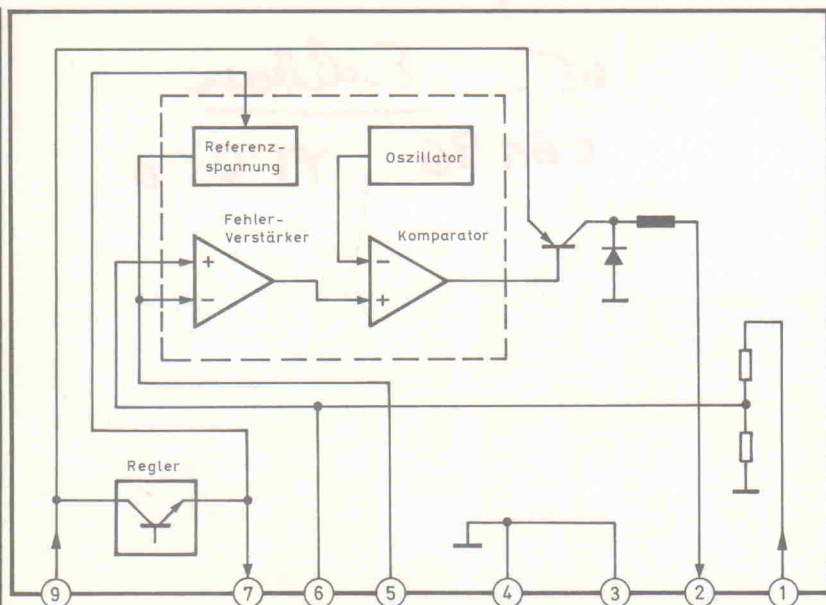 Referenz-
spannung
Oszillator
Fehler-
Verstärker
Komparator
+
-
-
+
Regler
9
7
6
5
4
3
2
1